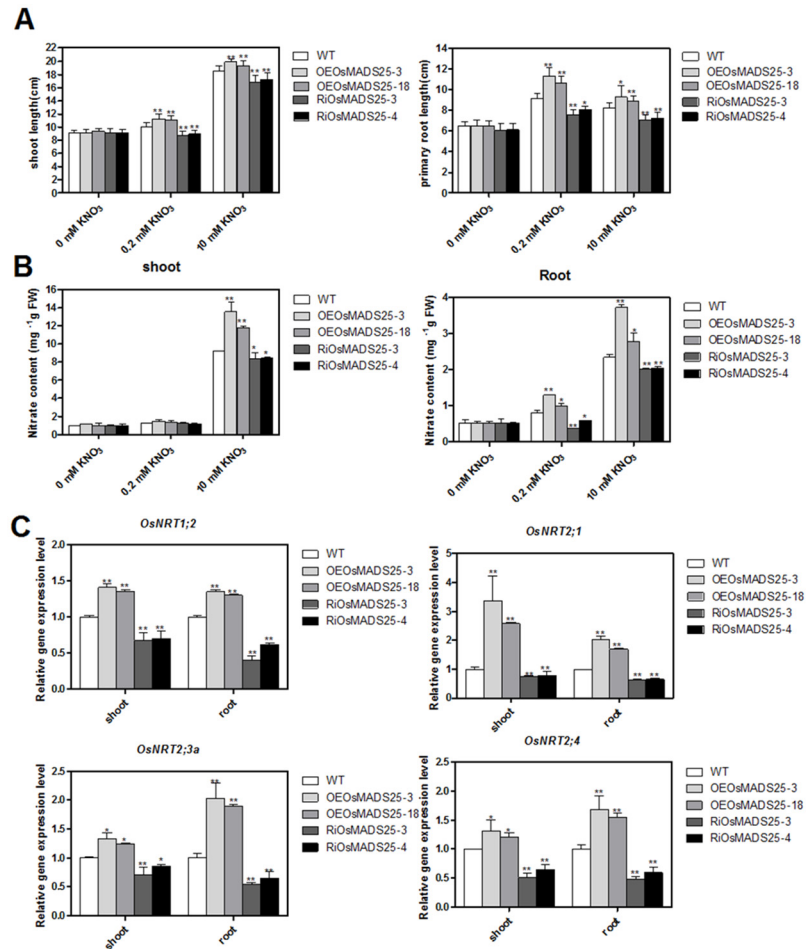 A
shoot length(cm)
22
20
18
16
14
12
10
8
6
4
2
0
0 mM KNO₃
0.2 mM KNO₃
10 mM KNO₃
** ** ** **
** ** ** **
WT
OEOsMADS25-3
OEOsMADS25-18
RiOsMADS25-3
RiOsMADS25-4
primary root length(cm)
14
12
10
8
6
4
2
0
0 mM KNO₃
0.2 mM KNO₃
10 mM KNO₃
** ** ** *
* ** ** **
WT
OEOsMADS25-3
OEOsMADS25-18
RiOsMADS25-3
RiOsMADS25-4
B
shoot
Nitrate content (mg ⁻¹g FW)
16
14
12
10
8
6
4
2
0
0 mM KNO₃
0.2 mM KNO₃
10 mM KNO₃
** ** * *
WT
OEOsMADS25-3
OEOsMADS25-18
RiOsMADS25-3
RiOsMADS25-4
Root
Nitrate content (mg ⁻¹g FW)
4
3
2
1
0
0 mM KNO₃
0.2 mM KNO₃
10 mM KNO₃
** * ** *
** * ** **
WT
OEOsMADS25-3
OEOsMADS25-18
RiOsMADS25-3
RiOsMADS25-4
C
OsNRT1;2
Relative gene expression level
2.0
1.5
1.0
0.5
0.0
shoot
root
** ** ** **
** ** ** **
WT
OEOsMADS25-3
OEOsMADS25-18
RiOsMADS25-3
RiOsMADS25-4
OsNRT2;1
Relative gene expression level
5
4
3
2
1
0
shoot
root
** ** ** **
** ** ** **
WT
OEOsMADS25-3
OEOsMADS25-18
RiOsMADS25-3
RiOsMADS25-4
OsNRT2;3a
Relative gene expression level
2.5
2.0
1.5
1.0
0.5
0.0
shoot
root
* * ** *
** ** ** **
WT
OEOsMADS25-3
OEOsMADS25-18
RiOsMADS25-3
RiOsMADS25-4
OsNRT2;4
Relative gene expression level
2.5
2.0
1.5
1.0
0.5
0.0
shoot
root
* * ** **
** ** ** **
WT
OEOsMADS25-3
OEOsMADS25-18
RiOsMADS25-3
RiOsMADS25-4